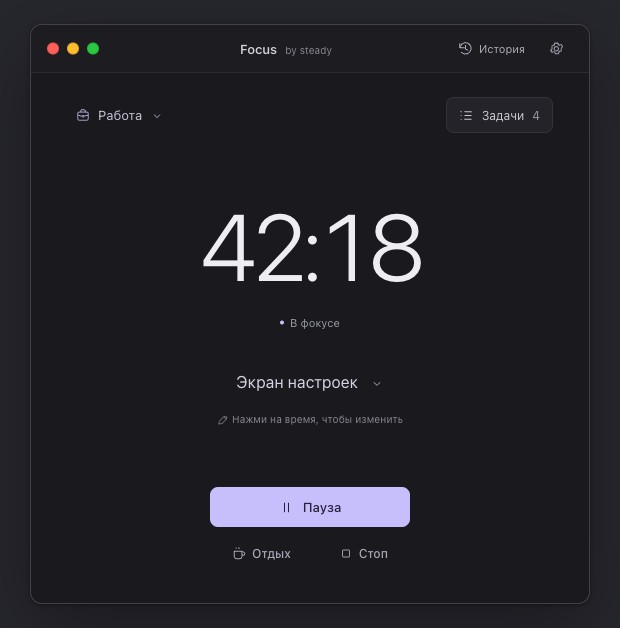 Focus by steady История
Работа Задачи 4
42:18
В фокусе
Экран настроек
Нажми на время, чтобы изменить
Пауза
Отдых Стоп